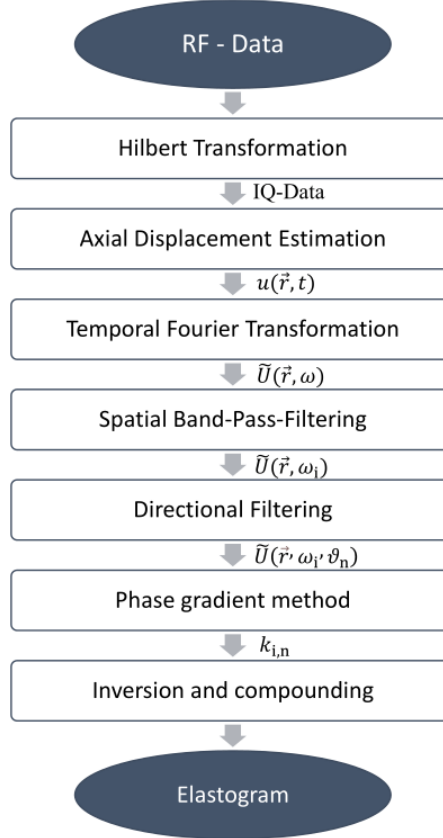 RF - Data
Hilbert Transformation
IQ-Data
Axial Displacement Estimation
u(r⃗, t)
Temporal Fourier Transformation
Ũ(r⃗, ω)
Spatial Band-Pass-Filtering
Ũ(r⃗, ωᵢ)
Directional Filtering
Ũ(r⃗, ωᵢ, ϑₙ)
Phase gradient method
kᵢ,ₙ
Inversion and compounding
Elastogram